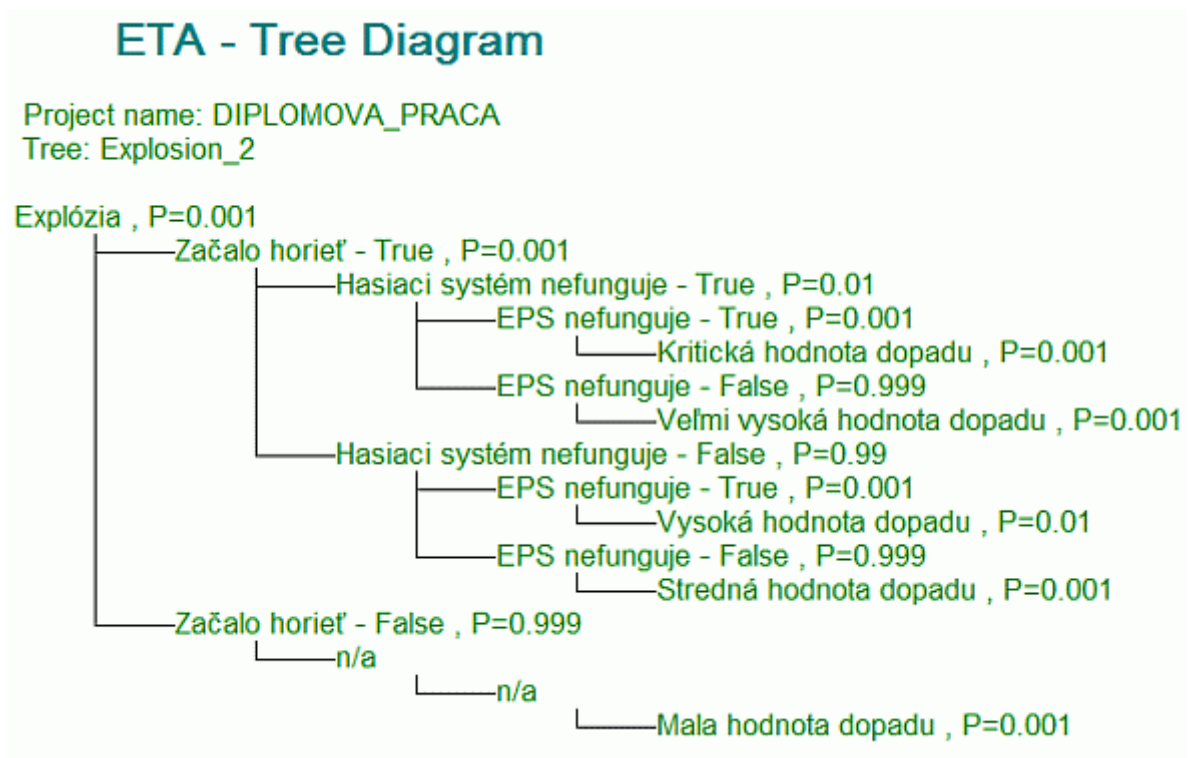 ETA - Tree Diagram
Project name: DIPLOMOVA_PRACA
Tree: Explosion_2
Explózia , P=0.001
Začalo horieť - True , P=0.001
Hasiaci systém nefunguje - True , P=0.01
EPS nefunguje - True , P=0.001
Kritická hodnota dopadu , P=0.001
EPS nefunguje - False , P=0.999
Veľmi vysoká hodnota dopadu , P=0.001
Hasiaci systém nefunguje - False , P=0.99
EPS nefunguje - True , P=0.001
Vysoká hodnota dopadu , P=0.01
EPS nefunguje - False , P=0.999
Stredná hodnota dopadu , P=0.001
Začalo horieť - False , P=0.999
n/a
n/a
Mala hodnota dopadu , P=0.001